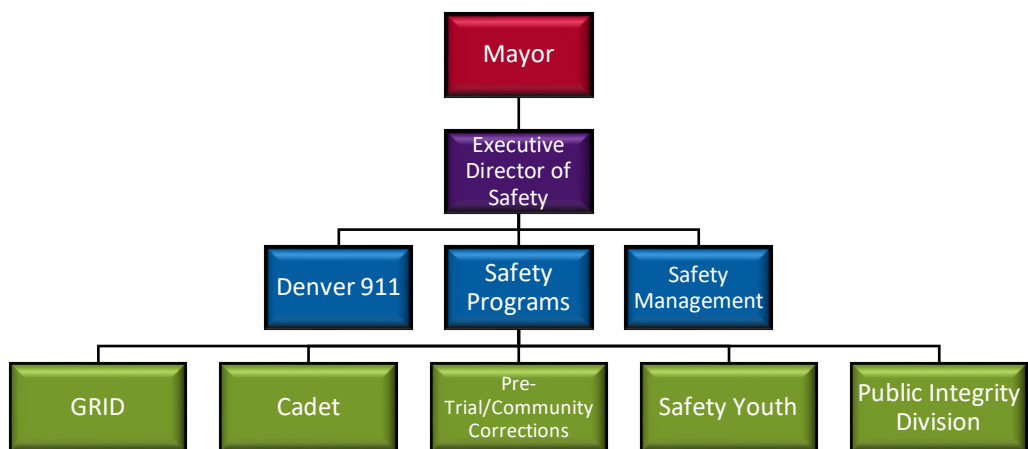 Mayor
Executive
Director of
Safety
Denver 911
Safety
Programs
Safety
Management
GRID
Cadet
Pre-
Trial/Community
Corrections
Safety Youth
Public Integrity
Division